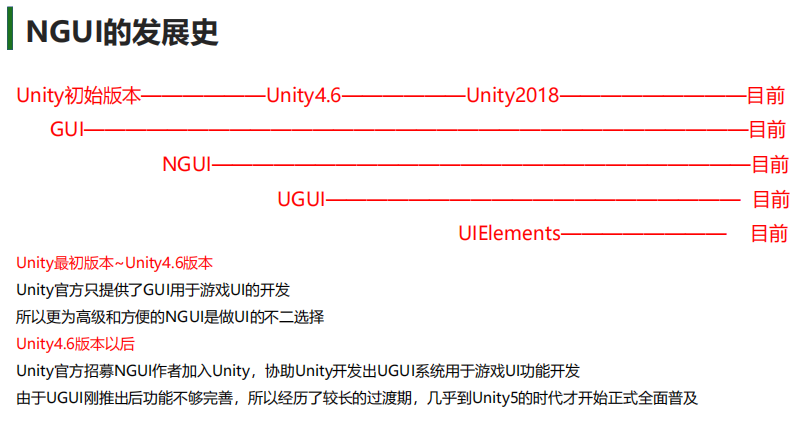 NGUI的发展史
Unity初始版本——————Unity4.6——————Unity2018—————————目前
GUI————————————————————————————————目前
NGUI——————————————————————————目前
UGUI———————————————————— 目前
UIElements———————— 目前
Unity最初版本~Unity4.6版本
Unity官方只提供了GUI用于游戏UI的开发
所以更为高级和方便的NGUI是做UI的不二选择
Unity4.6版本以后
Unity官方招募NGUI作者加入Unity，协助Unity开发出UGUI系统用于游戏UI功能开发
由于UGUI刚推出后功能不够完善，所以经历了较长的过渡期，几乎到Unity5的时代才开始正式全面普及